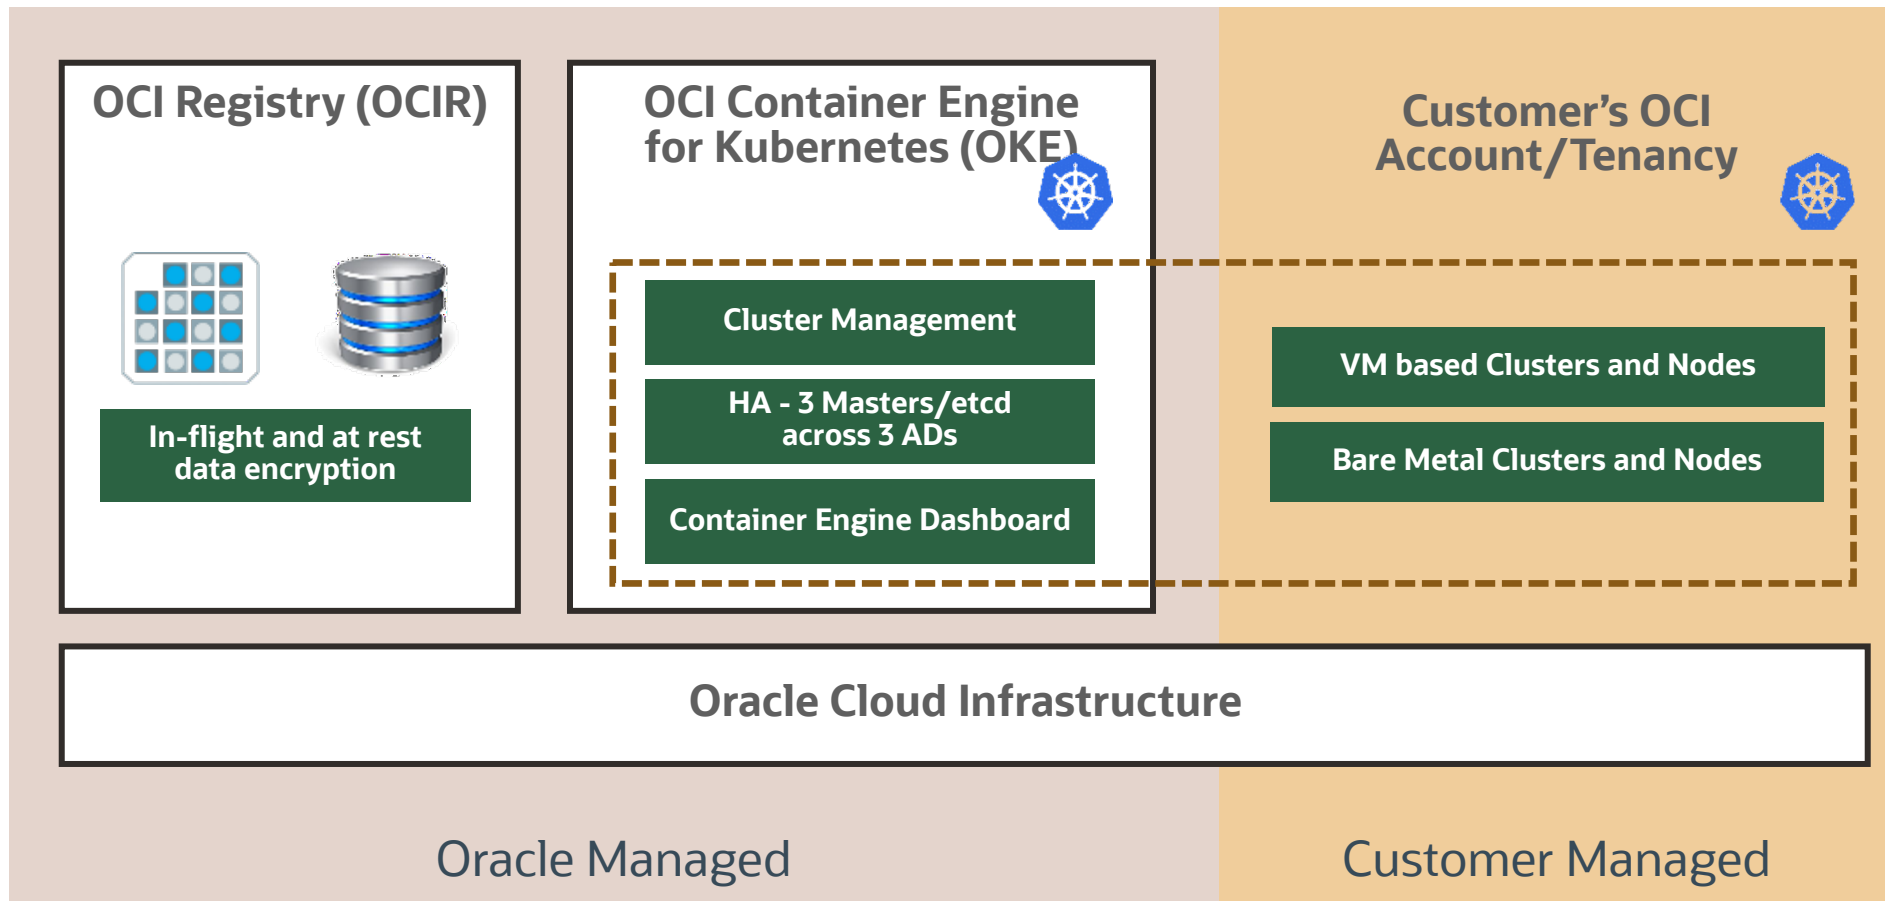 OCI Registry (OCIR)
In-flight and at rest
data encryption
OCI Container Engine
for Kubernetes (OKE)
Cluster Management
HA - 3 Masters/etcd
across 3 ADs
Container Engine Dashboard
Customer’s OCI
Account/Tenancy
VM based Clusters and Nodes
Bare Metal Clusters and Nodes
Oracle Cloud Infrastructure
Oracle Managed
Customer Managed